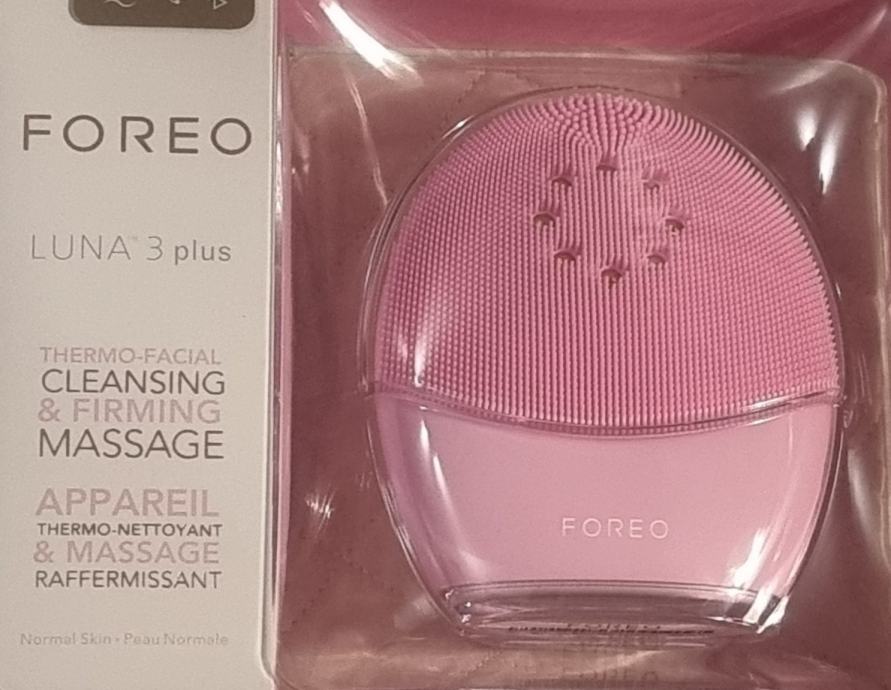 FOREO
LUNA™ 3 plus
THERMO-FACIAL
CLEANSING
& FIRMING
MASSAGE
APPAREIL
THERMO-NETTOYANT
& MASSAGE
RAFFERMISSANT
Normal Skin • Peau Normale
FOREO